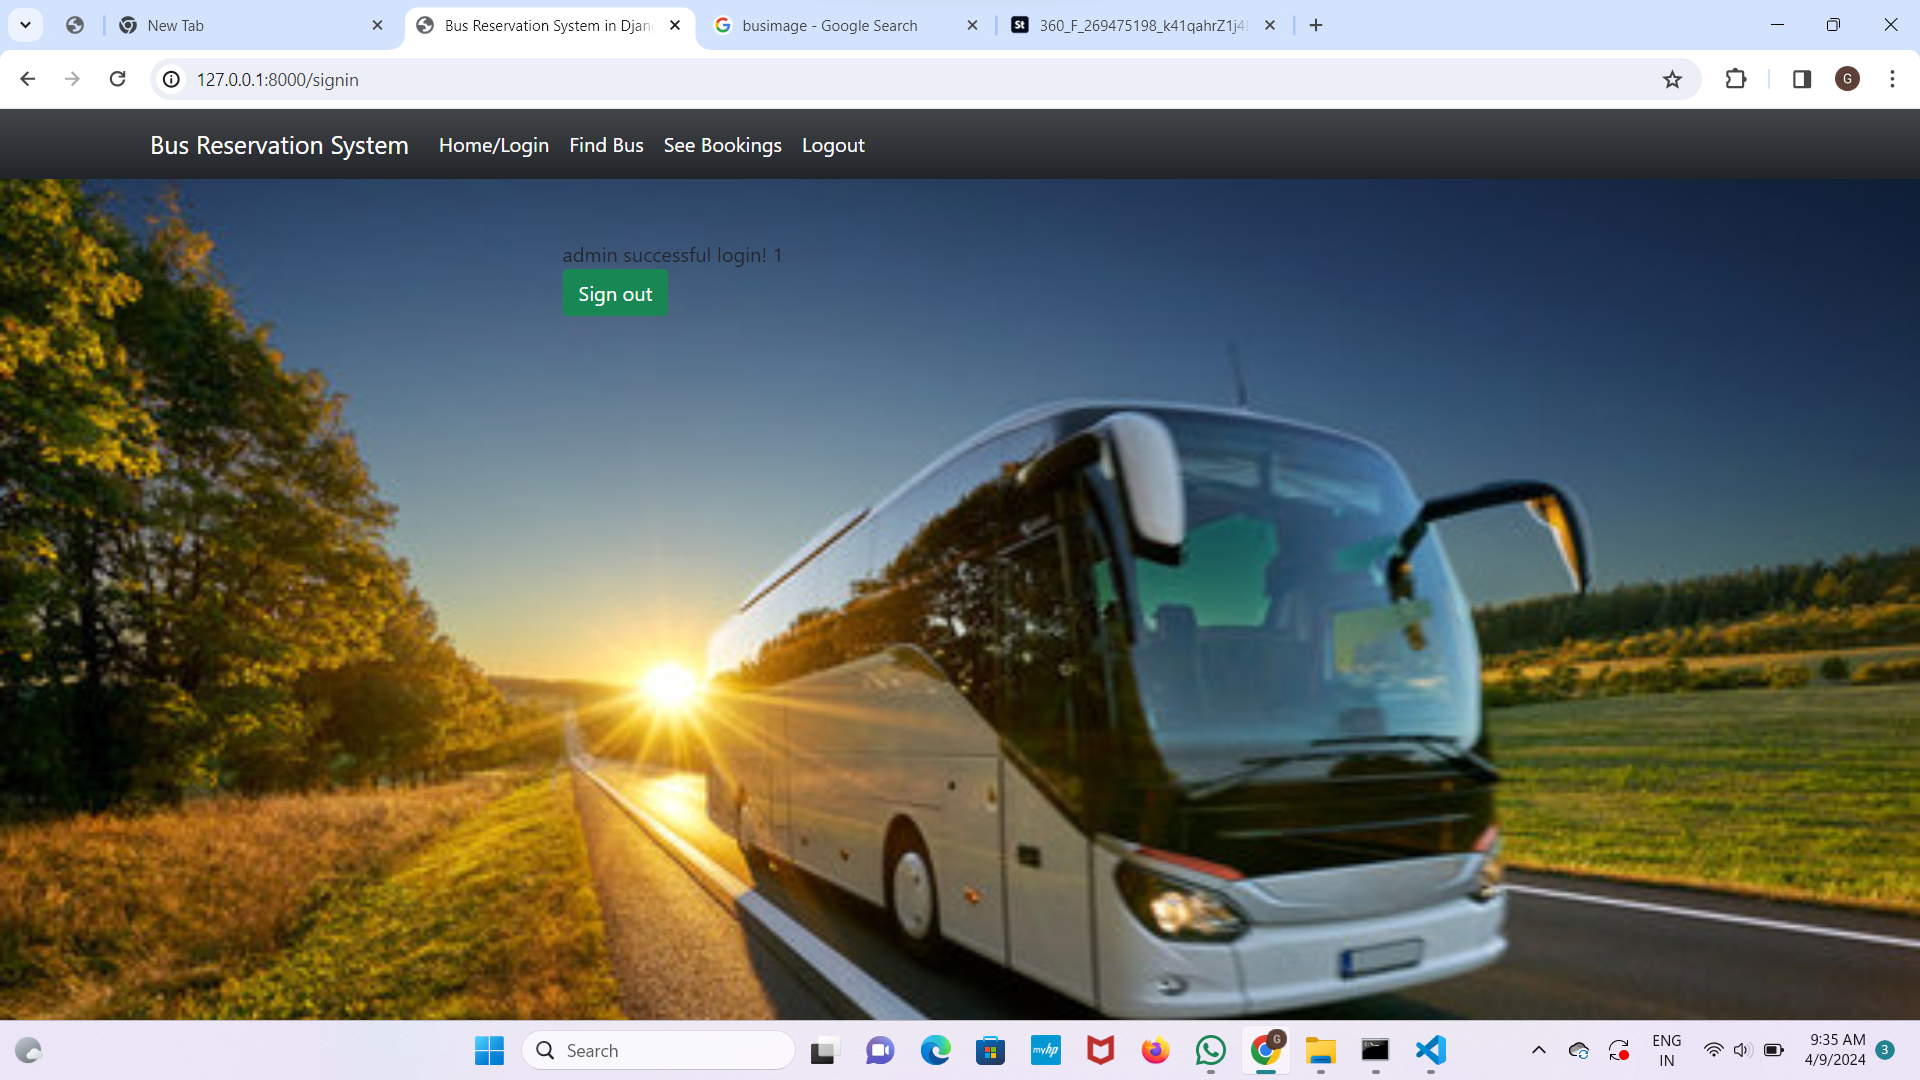 New Tab
Bus Reservation System in Djan
busimage - Google Search
St
360_F_269475198_k41qahrZ1j4
127.0.0.1:8000/signin
G
Bus Reservation System
Home/Login
Find Bus
See Bookings
Logout
admin successful login! 1
Sign out
Search
myhp
G
ENG
IN
9:35 AM
4/9/2024
3